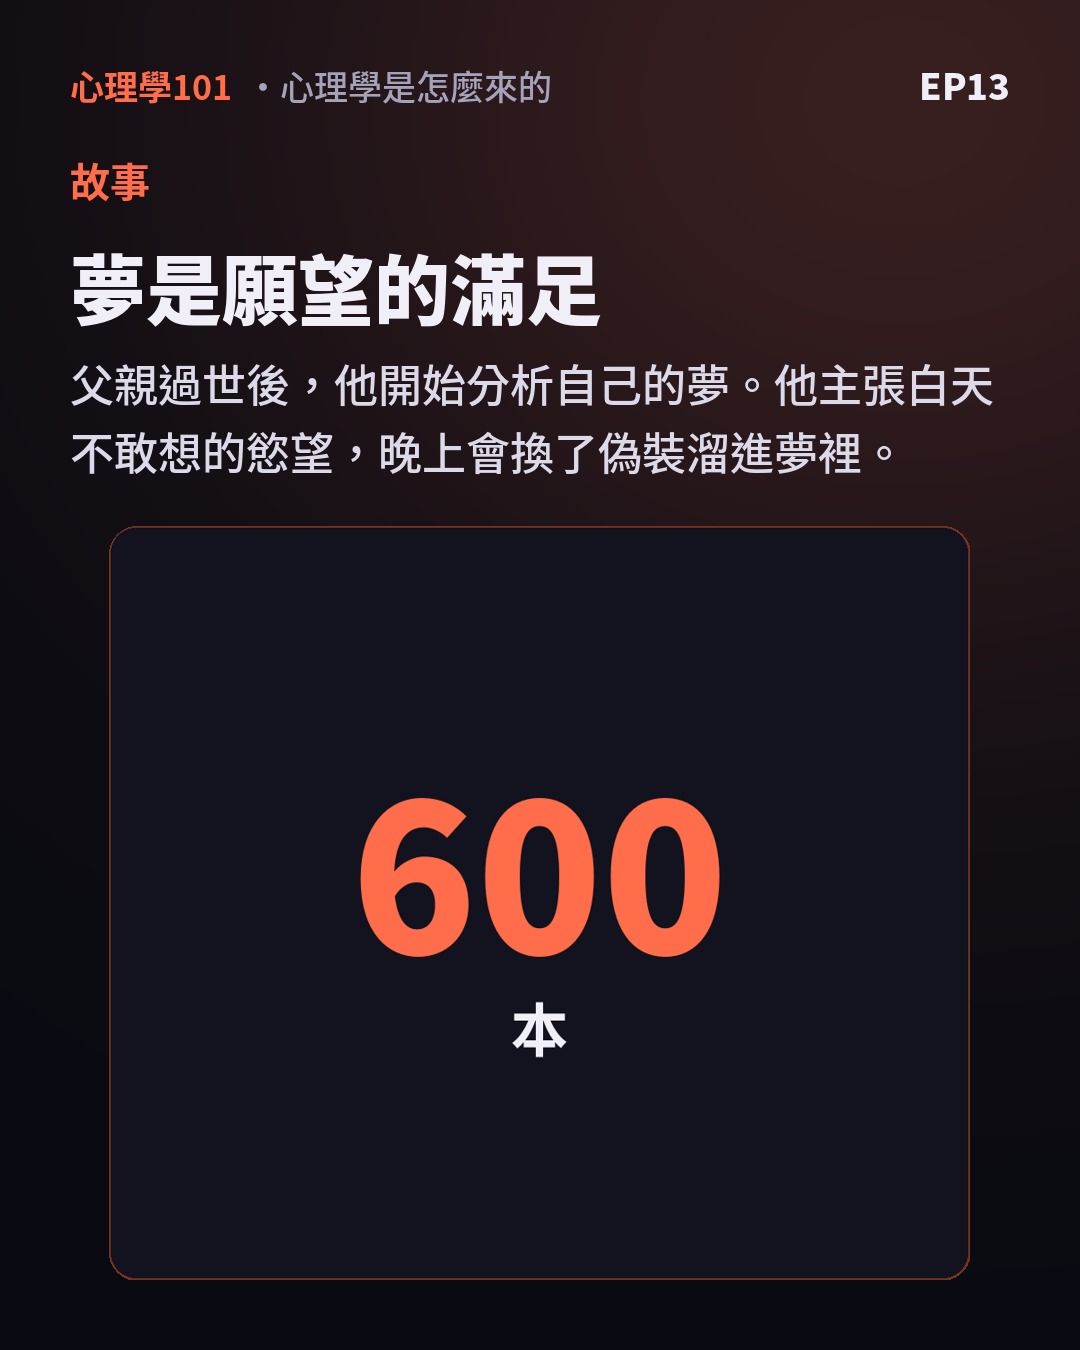 心理學101 ・心理學是怎麼來的
EP13
故事
夢是願望的滿足
父親過世後，他開始分析自己的夢。他主張白天
不敢想的慾望，晚上會換了偽裝溜進夢裡。
600
本